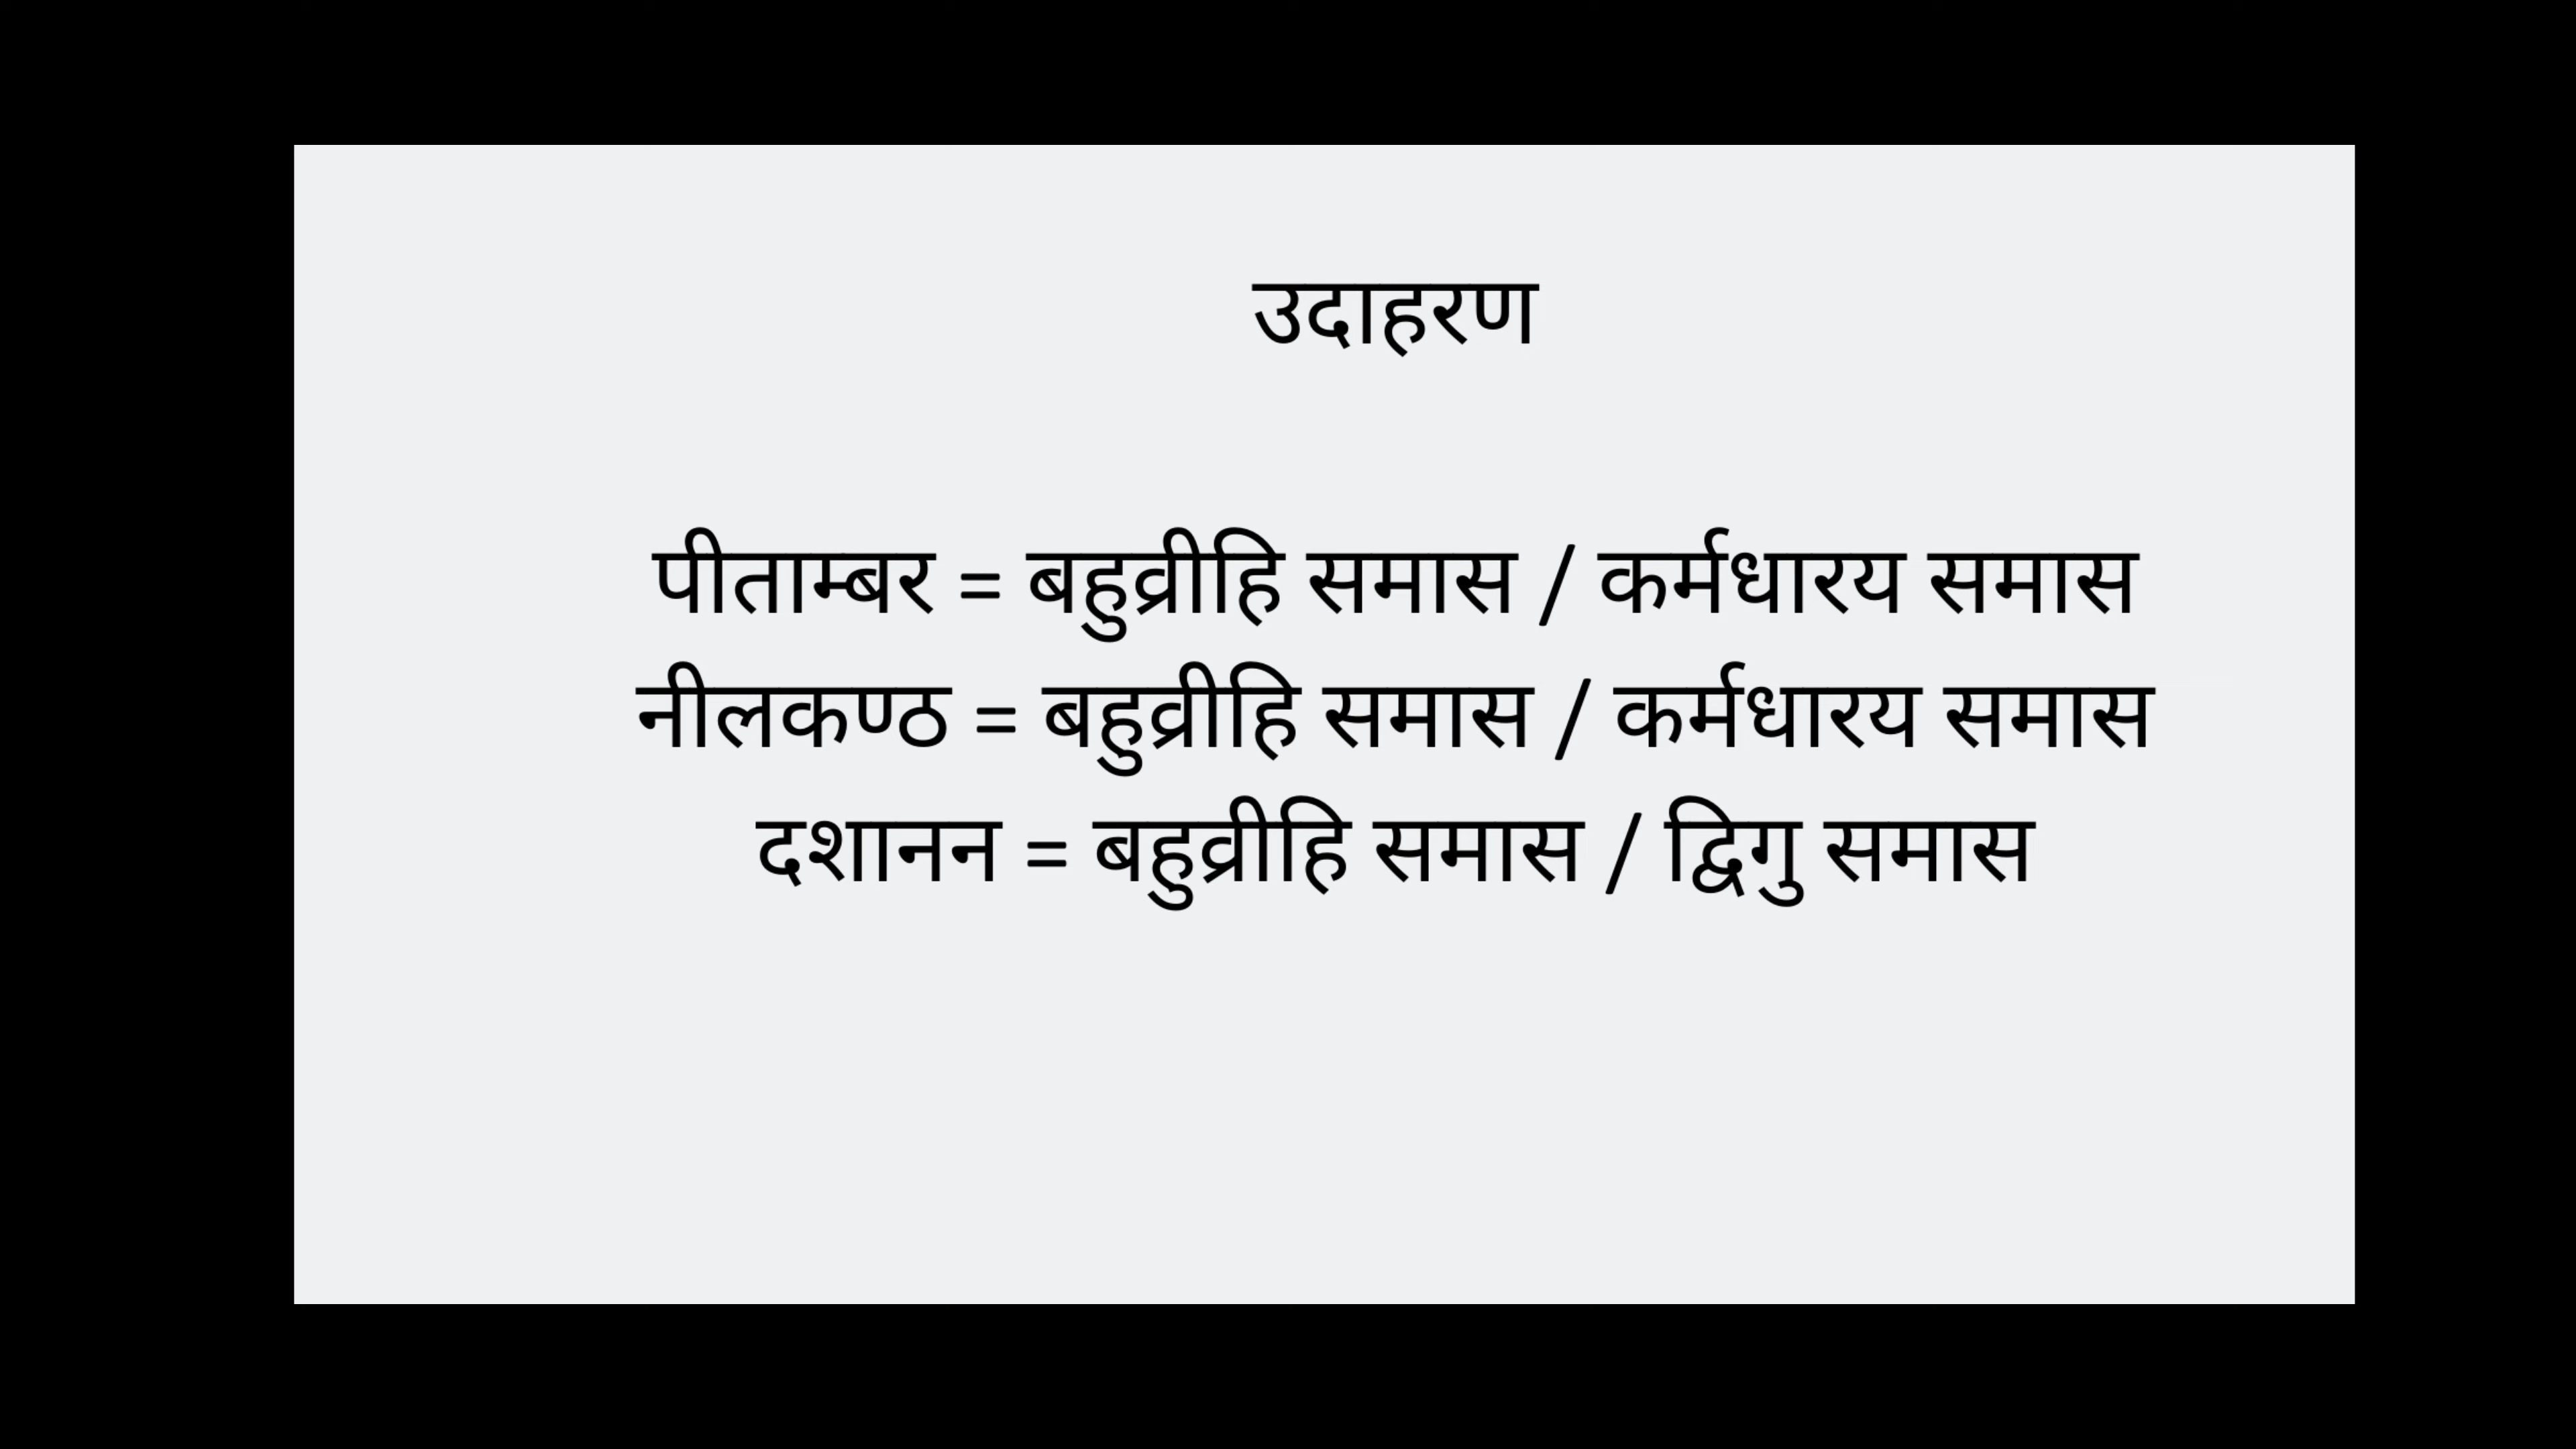 उदाहरण
पीताम्बर = बहुव्रीहि समास / कर्मधारय समास
नीलकण्ठ = बहुव्रीहि समास / कर्मधारय समास
दशानन = बहुव्रीहि समास / द्विगु समास